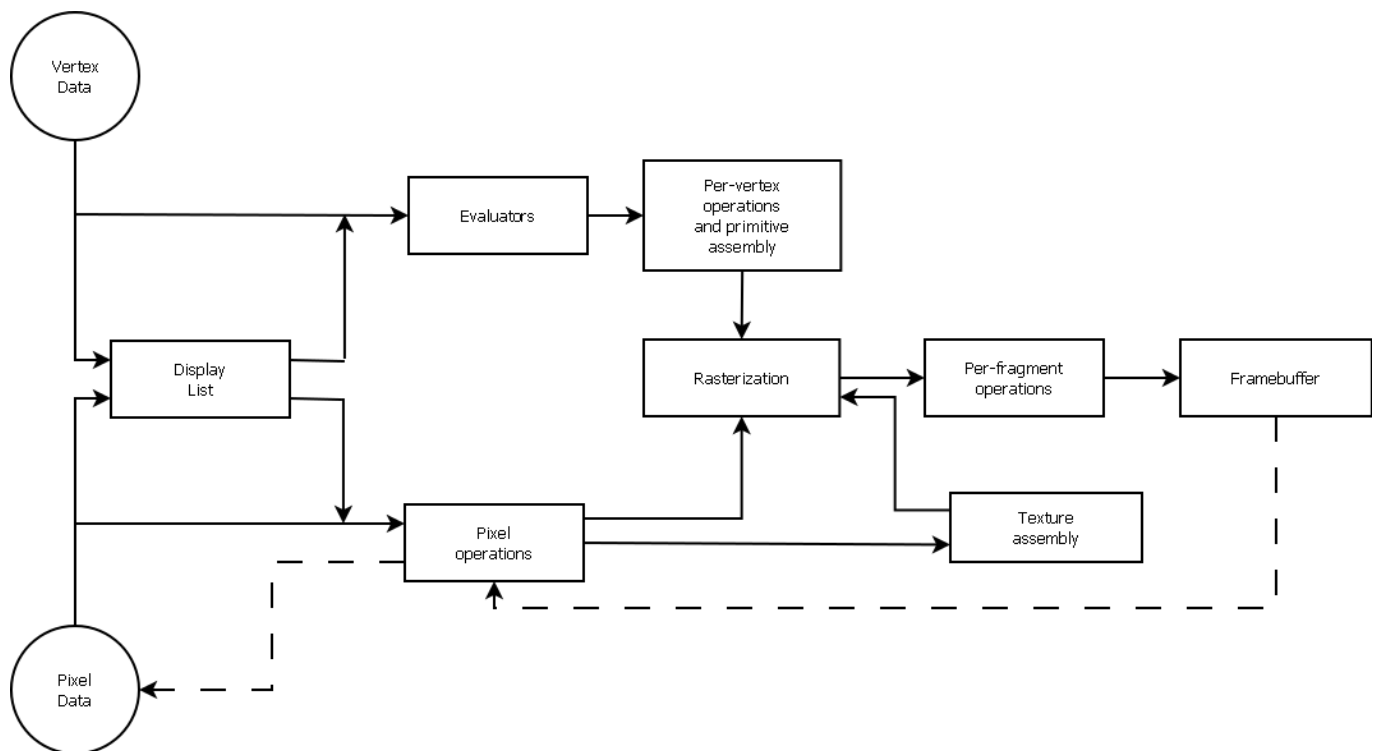 Vertex
Data
Evaluators
Per-vertex
operations
and primitive
assembly
Display
List
Rasterization
Per-fragment
operations
Framebuffer
Pixel
operations
Texture
assembly
Pixel
Data